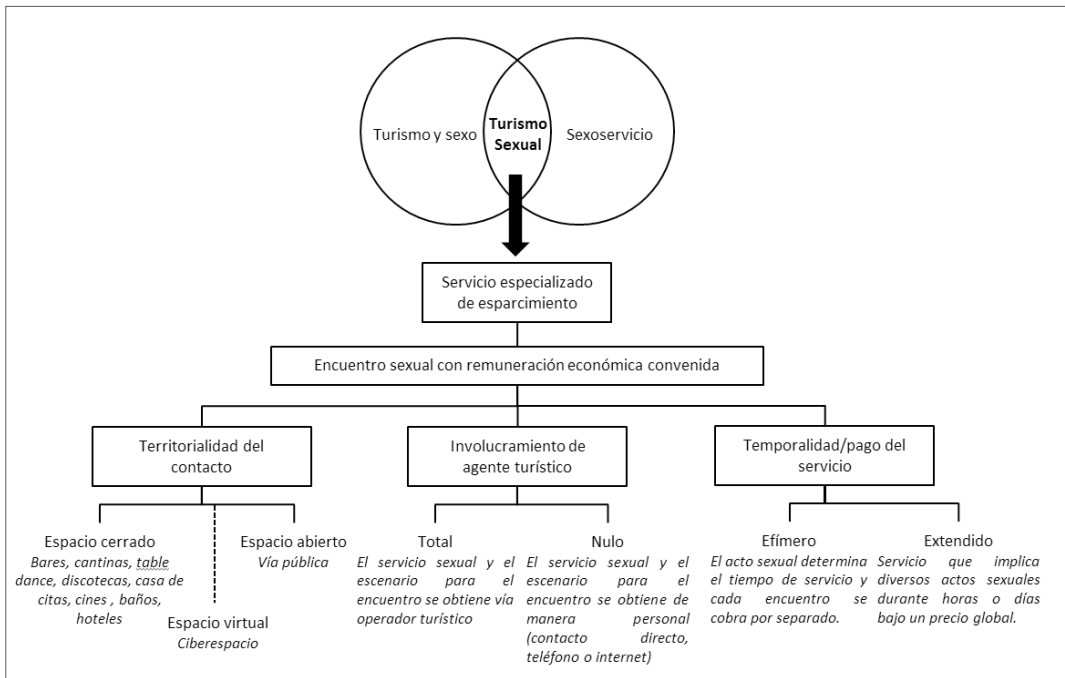 Turismo y sexo
Turismo
Sexual
Sexoservicio
Servicio especializado
de esparcimiento
Encuentro sexual con remuneración económica convenida
Territorialidad del
contacto
Involucramiento de
agente turístico
Temporalidad/pago del
servicio
Espacio cerrado
Bares, cantinas, table
dance, discotecas, casa de
citas, cines , baños,
hoteles
Espacio virtual
Ciberespacio
Espacio abierto
Vía pública
Total
El servicio sexual y el
escenario para el
encuentro se obtiene vía
operador turístico
Nulo
El servicio sexual y el
escenario para el
encuentro se obtiene de
manera personal
(contacto directo,
teléfono o internet)
Efímero
El acto sexual determina
el tiempo de servicio y
cada encuentro se
cobra por separado.
Extendido
Servicio que implica
diversos actos sexuales
durante horas o días
bajo un precio global.